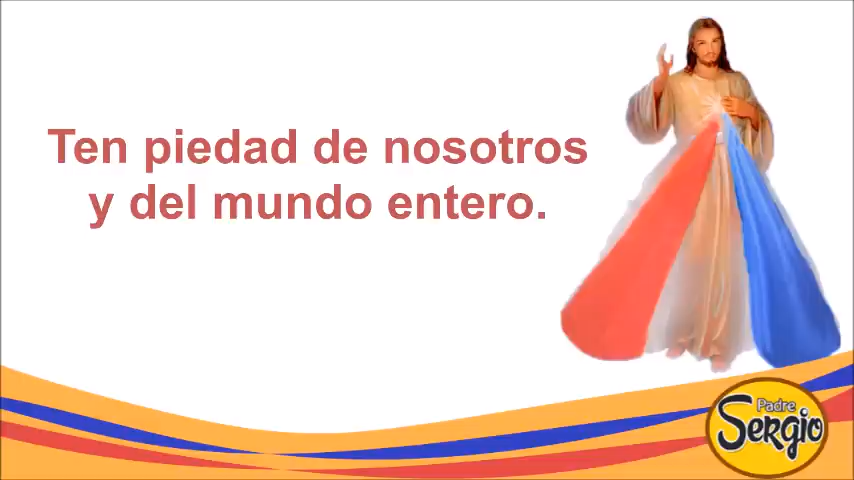 Ten piedad de nosotros
y del mundo entero.
Padre
Sergio